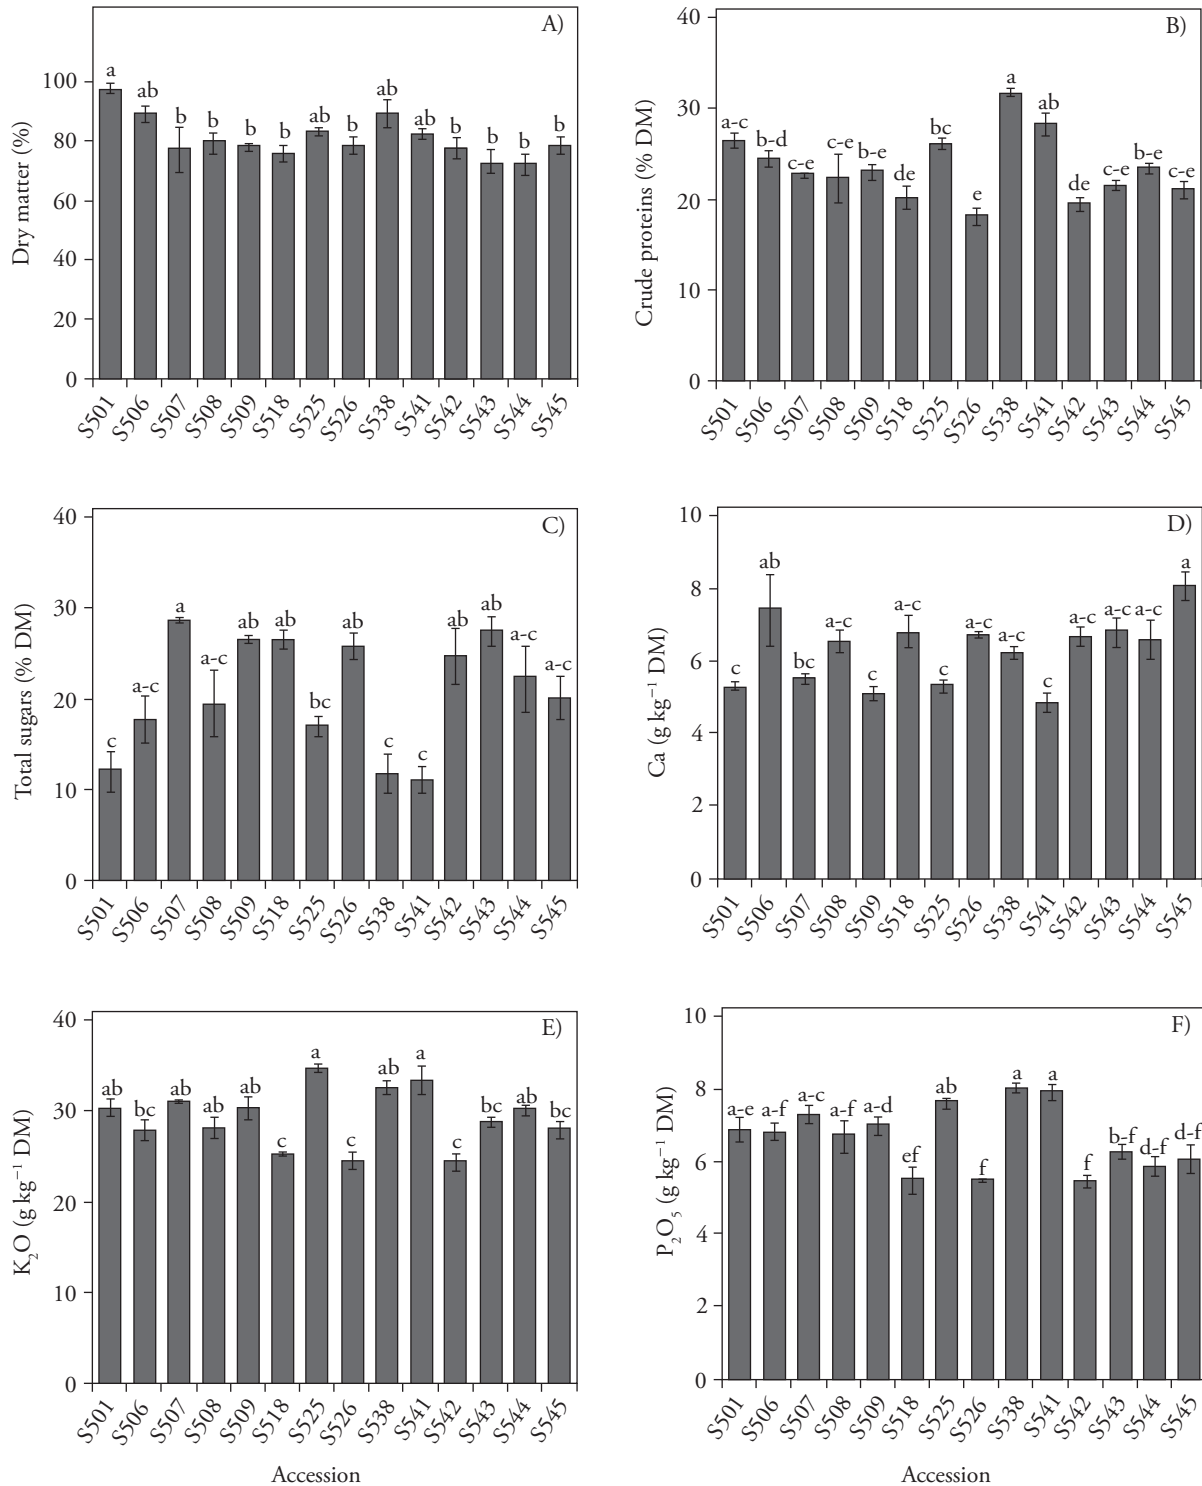 A)
Dry matter (%)
100
80
60
40
20
0
a ab b b b b ab b ab ab b b b b
S501 S506 S507 S508 S509 S518 S525 S526 S538 S541 S542 S543 S544 S545
B)
Crude proteins (% DM)
40
30
20
10
0
a-c b-d c-e c-e b-e de bc e a ab de c-e b-e c-e
S501 S506 S507 S508 S509 S518 S525 S526 S538 S541 S542 S543 S544 S545
C)
Total sugars (% DM)
40
30
20
10
0
c a-c a a-c ab ab bc ab c c ab ab a-c a-c
S501 S506 S507 S508 S509 S518 S525 S526 S538 S541 S542 S543 S544 S545
D)
Ca (g kg⁻¹ DM)
10
8
6
4
2
0
c ab bc a-c c a-c c a-c a-c c a-c a-c a-c a
S501 S506 S507 S508 S509 S518 S525 S526 S538 S541 S542 S543 S544 S545
E)
K₂O (g kg⁻¹ DM)
40
30
20
10
0
ab bc ab ab ab c a c ab a c bc ab bc
S501 S506 S507 S508 S509 S518 S525 S526 S538 S541 S542 S543 S544 S545
Accession
F)
P₂O₅ (g kg⁻¹ DM)
10
8
6
4
2
0
a-e a-f a-c a-f a-d ef ab f a a f b-f d-f d-f
S501 S506 S507 S508 S509 S518 S525 S526 S538 S541 S542 S543 S544 S545
Accession